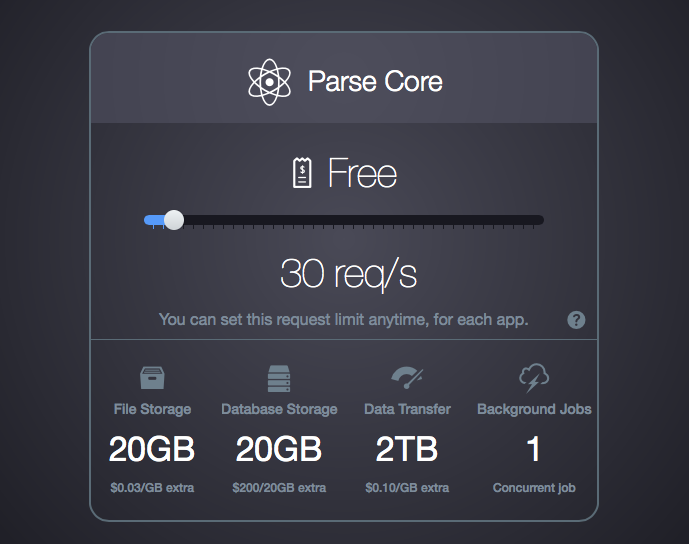 Parse Core
$ Free
30 req/s
You can set this request limit anytime, for each app. ?
File Storage Database Storage Data Transfer Background Jobs
20GB 20GB 2TB 1
$0.03/GB extra $200/20GB extra $0.10/GB extra Concurrent job